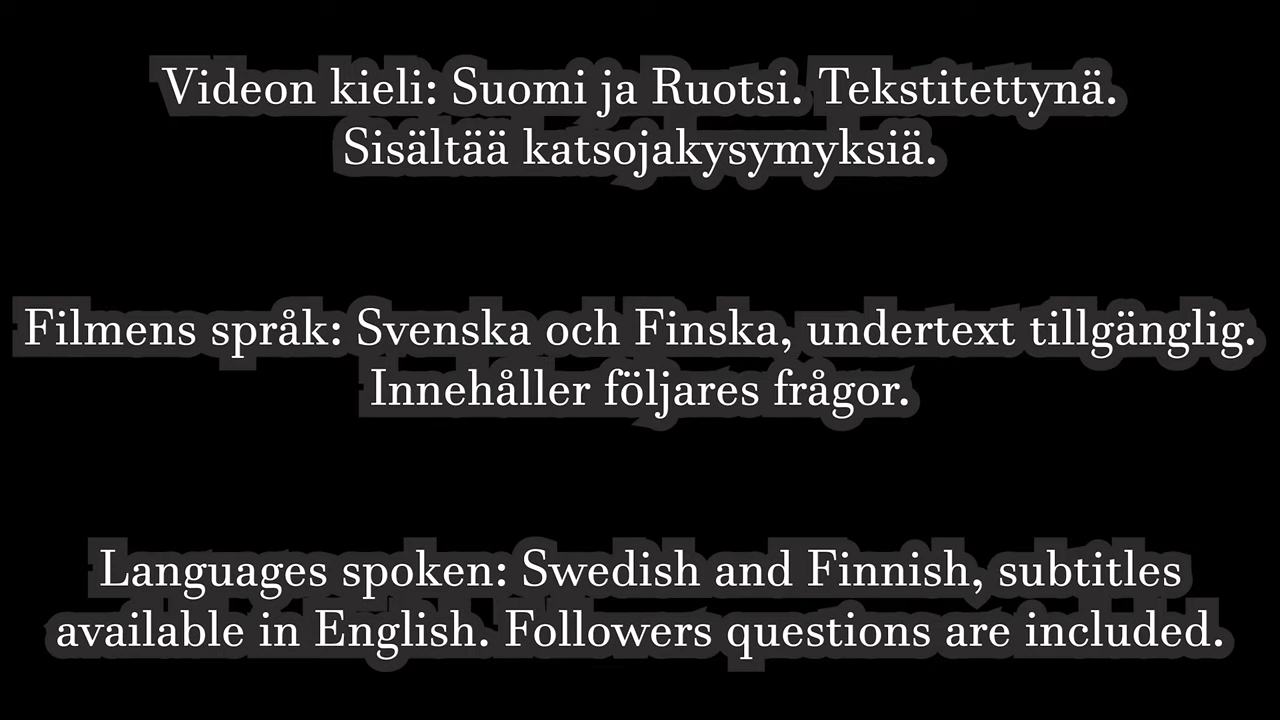 Videon kieli: Suomi ja Ruotsi. Tekstitettynä.
Sisältää katsojakysymyksiä.
Filmens språk: Svenska och Finska, undertext tillgänglig.
Innehåller följares frågor.
Languages spoken: Swedish and Finnish, subtitles
available in English. Followers questions are included.